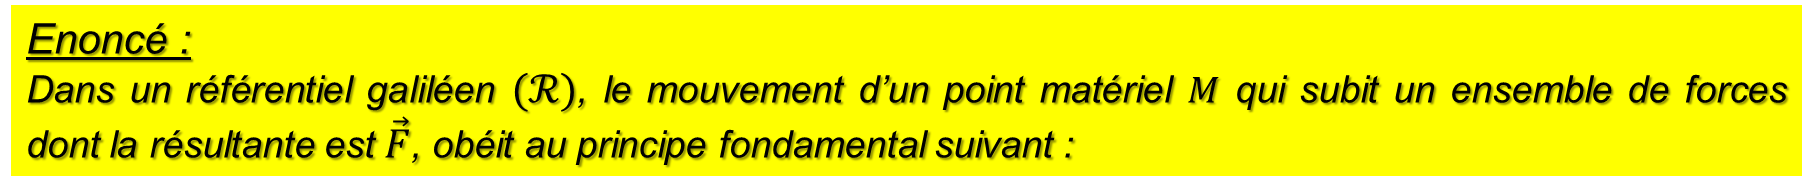 Enoncé :
Dans un référentiel galiléen (ℛ), le mouvement d’un point matériel M qui subit un ensemble de forces
dont la résultante est F⃗, obéit au principe fondamental suivant :